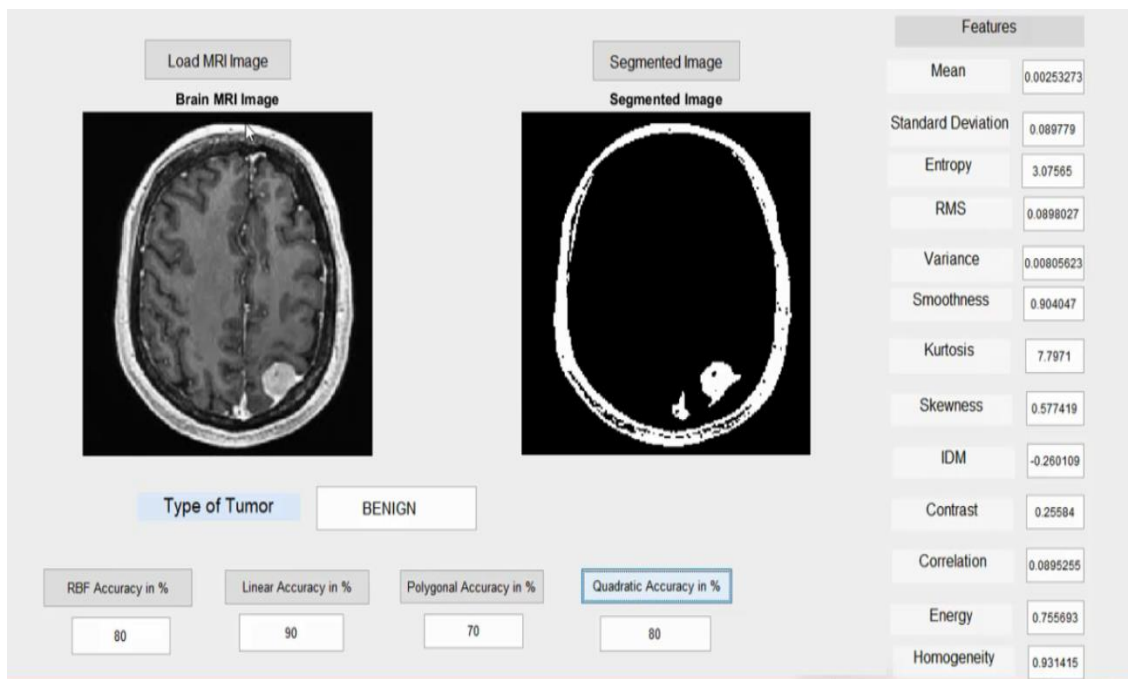 Load MRI Image
Brain MRI Image
Segmented Image
Segmented Image
Type of Tumor
BENIGN
RBF Accuracy in %
80
Linear Accuracy in %
90
Polygonal Accuracy in %
70
Quadratic Accuracy in %
80
Features
Mean
0.00253273
Standard Deviation
0.089779
Entropy
3.07565
RMS
0.0898027
Variance
0.00805623
Smoothness
0.904047
Kurtosis
7.7971
Skewness
0.577419
IDM
-0.260109
Contrast
0.25584
Correlation
0.0895255
Energy
0.755693
Homogeneity
0.931415